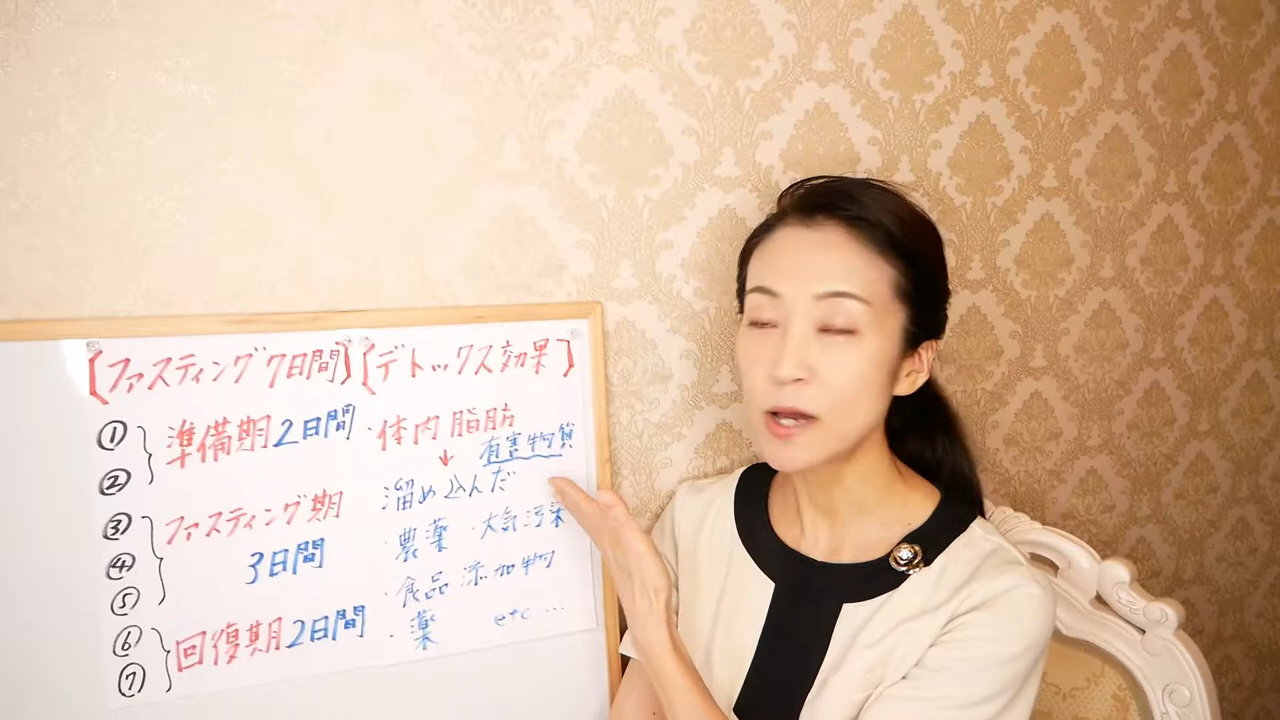 【ファスティング7日間】
① ② 準備期2日間
③ ④ ⑤ ファスティング期
3日間
⑥ ⑦ 回復期2日間
【デトックス効果】
・体内脂肪
↓ 有害物質
溜め込んだ
・農薬 ・大気汚染
・食品添加物
・薬 etc…